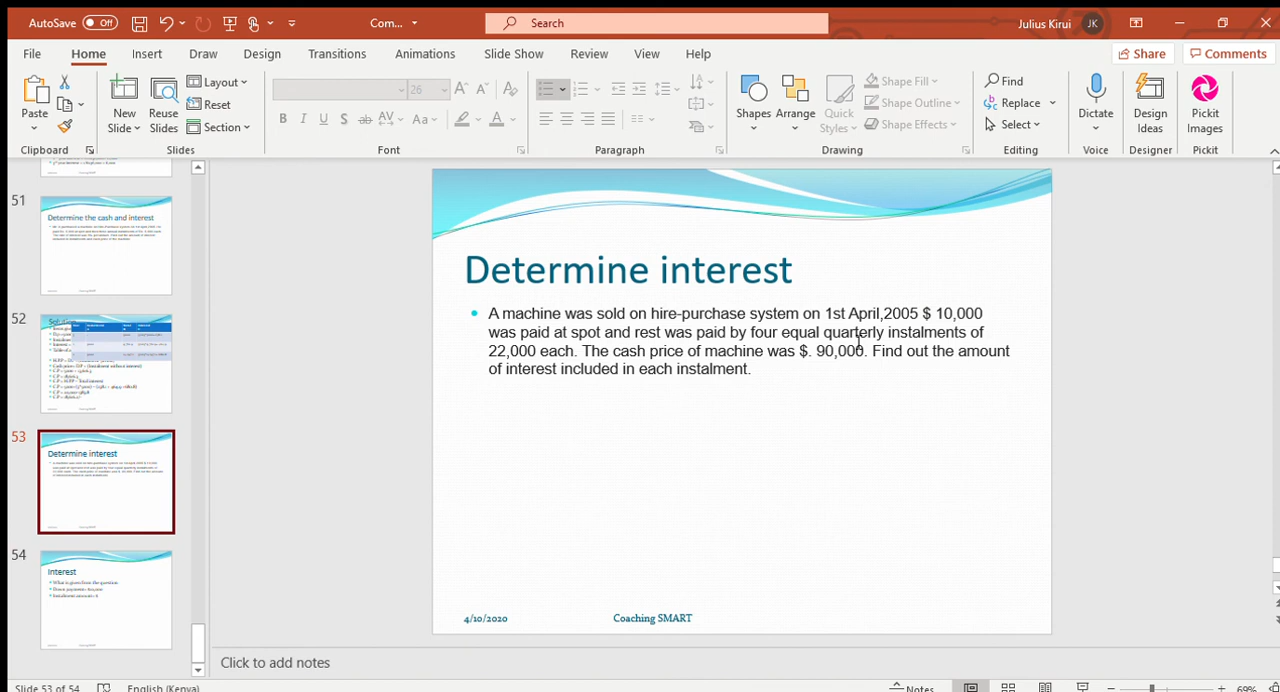 AutoSave Off Com... Search Julius Kirui JK
File Home Insert Draw Design Transitions Animations Slide Show Review View Help Share Comments
Paste New Slide Reuse Slides Layout Reset Section 26 Shapes Arrange Quick Styles Shape Fill Shape Outline Shape Effects Find Replace Select Dictate Design Ideas Pickit Images
Clipboard Slides Font Paragraph Drawing Editing Voice Designer Pickit
51
Determine the cash and interest
52
53
Determine interest
54
Interest
What is given from the question
Determine interest
• A machine was sold on hire-purchase system on 1st April,2005 $ 10,000
was paid at spot and rest was paid by four equal quarterly instalments of
22,000 each. The cash price of machine was $. 90,000. Find out the amount
of interest included in each instalment.
4/10/2020 Coaching SMART
Click to add notes
Slide 53 of 54 English (Kenya) Notes 69%